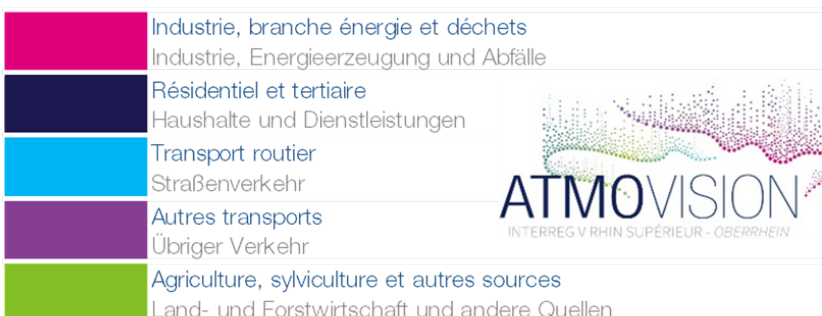 Industrie, branche énergie et déchets
Industrie, Energieerzeugung und Abfälle
Résidentiel et tertiaire
Haushalte und Dienstleistungen
Transport routier
Straßenverkehr
Autres transports
Übriger Verkehr
Agriculture, sylviculture et autres sources
Land- und Forstwirtschaft und andere Quellen
ATMOVISION
INTERREG V RHIN SUPÉRIEUR - OBERRHEIN